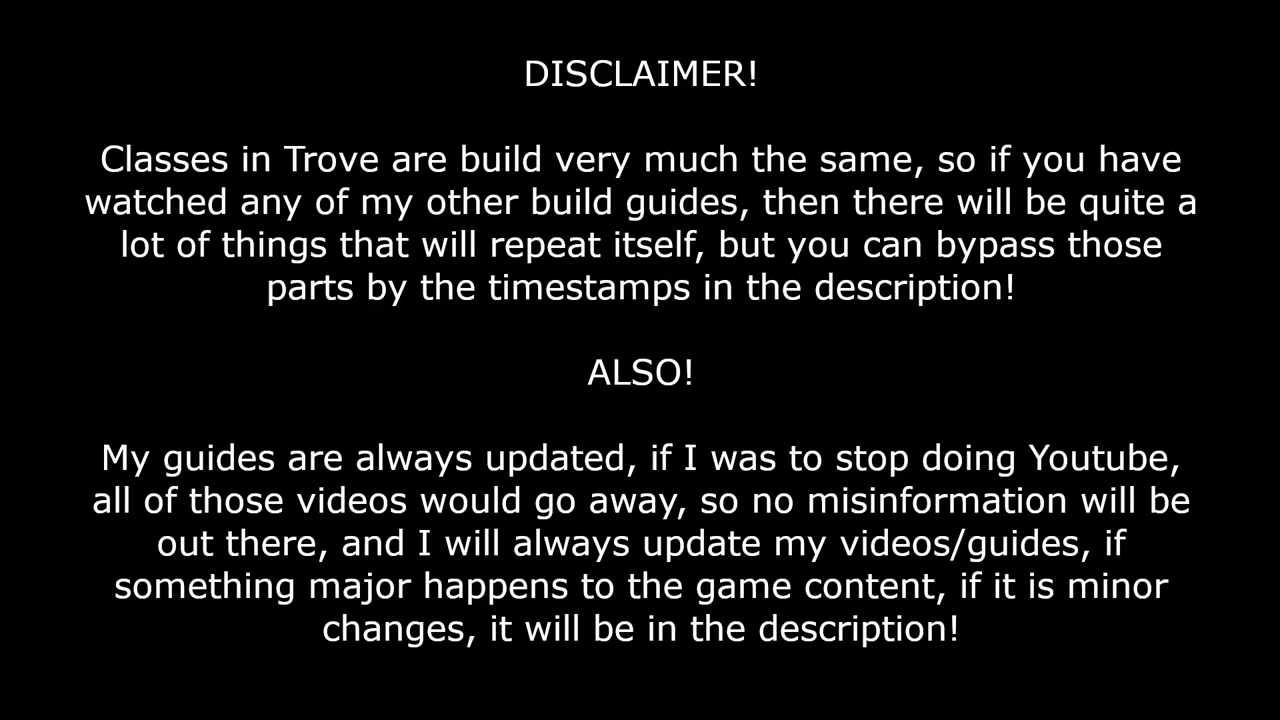 DISCLAIMER!
Classes in Trove are build very much the same, so if you have
watched any of my other build guides, then there will be quite a
lot of things that will repeat itself, but you can bypass those
parts by the timestamps in the description!
ALSO!
My guides are always updated, if I was to stop doing Youtube,
all of those videos would go away, so no misinformation will be
out there, and I will always update my videos/guides, if
something major happens to the game content, if it is minor
changes, it will be in the description!